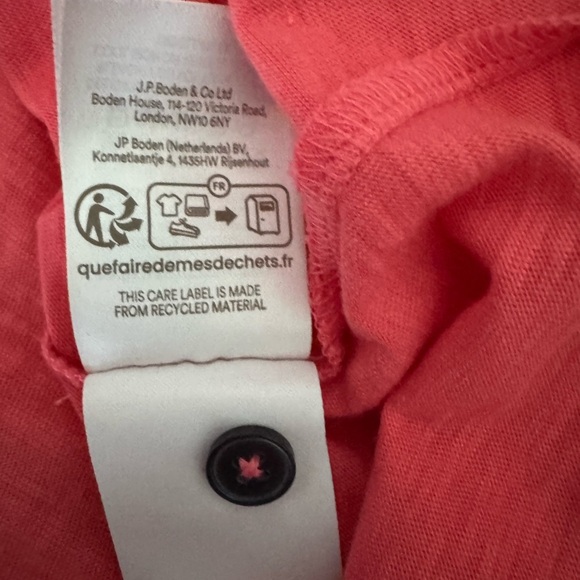 J.P.Boden & Co Ltd
Boden House, 114-120 Victoria Road,
London, NW10 6NY
JP Boden (Netherlands) BV,
Konnetlaantje 4, 1435HW Rijsenhout
FR
quefairedemesdechets.fr
THIS CARE LABEL IS MADE
FROM RECYCLED MATERIAL